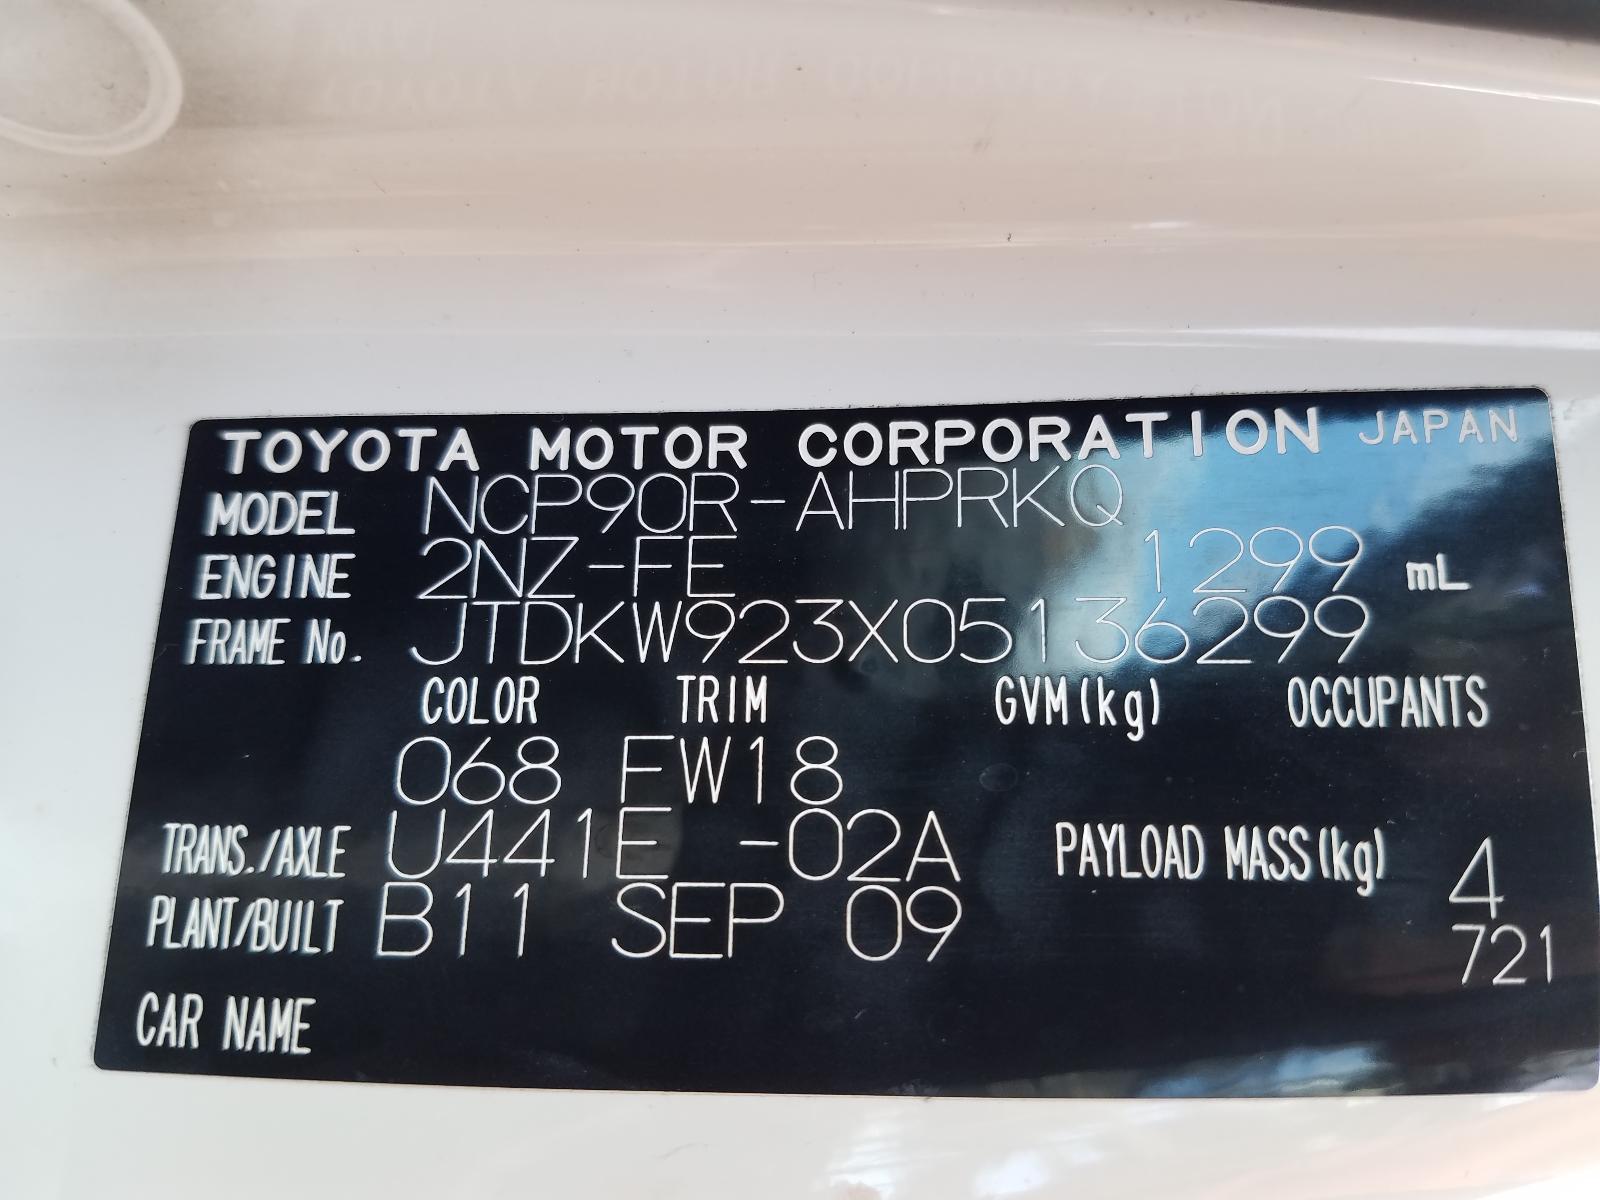 TOYOTA MOTOR CORPORATION JAPAN
MODEL NCP90R-AHPRKQ
ENGINE 2NZ-FE 1299 mL
FRAME No. JTDKW923X05136299
COLOR TRIM GVM(kg) OCCUPANTS
068 FW18
TRANS./AXLE U441E -02A PAYLOAD MASS(kg) 4
PLANT/BUILT B11 SEP 09 721
CAR NAME